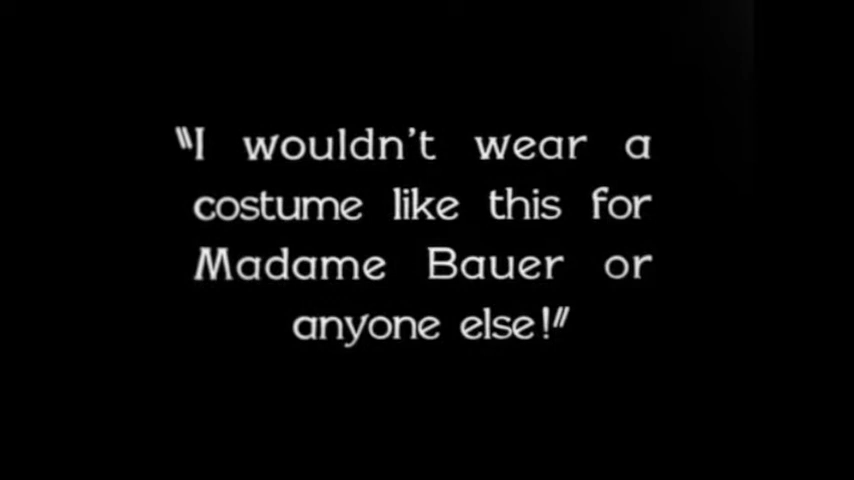 "I wouldn't wear a
costume like this for
Madame Bauer or
anyone else!"